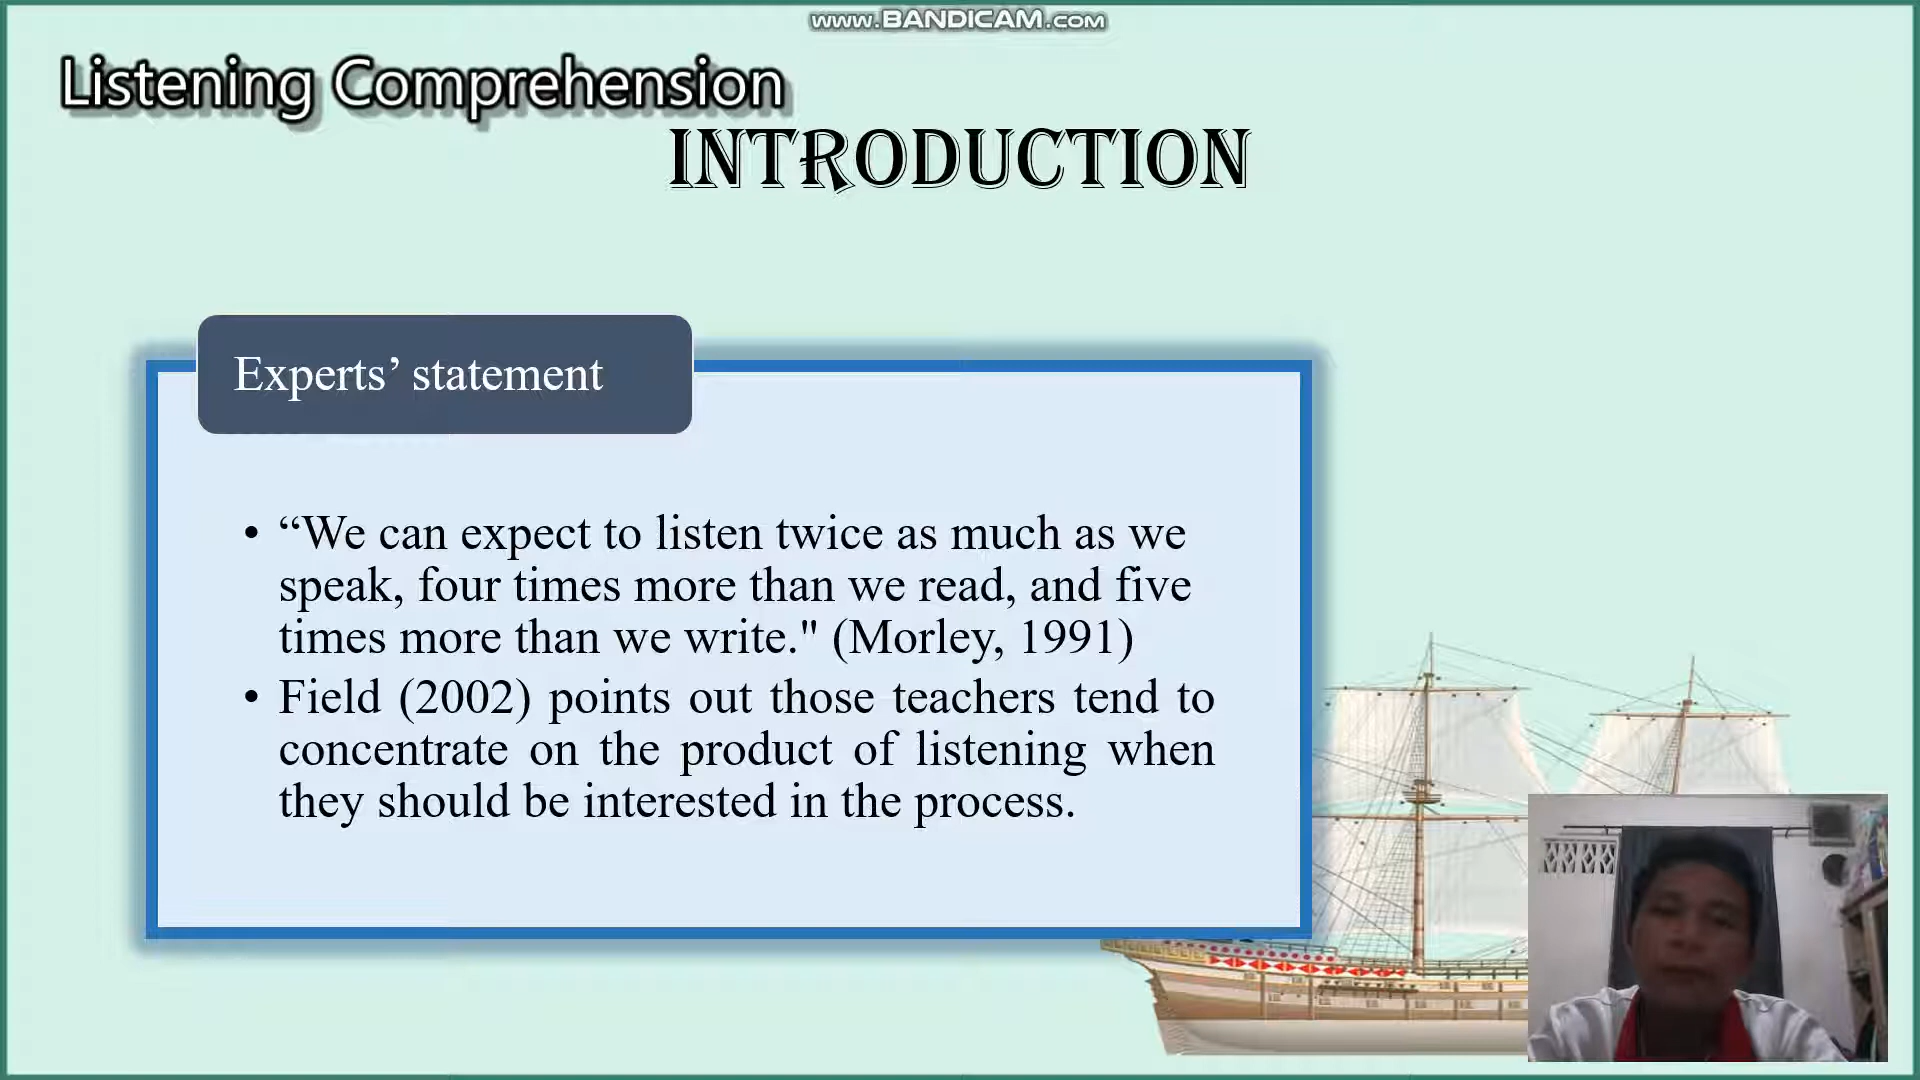 www.BANDICAM.com
Listening Comprehension
INTRODUCTION
Experts’ statement
• “We can expect to listen twice as much as we
speak, four times more than we read, and five
times more than we write." (Morley, 1991)
• Field (2002) points out those teachers tend to
concentrate on the product of listening when
they should be interested in the process.